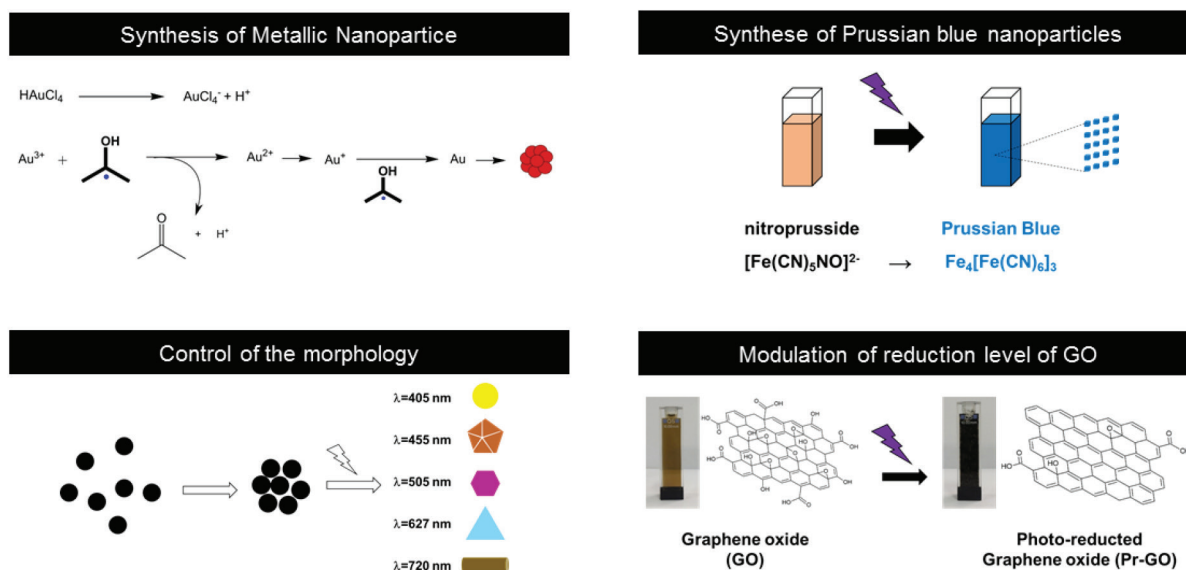 Synthesis of Metallic Nanopartice
HAuCl₄ → AuCl₄⁻ + H⁺
Au³⁺ + OH → Au²⁺ → Au⁺ → Au →
OH
O
+ H⁺
Synthese of Prussian blue nanoparticles
nitroprusside Prussian Blue
[Fe(CN)₅NO]²⁻ → Fe₄[Fe(CN)₆]₃
Control of the morphology
λ=405 nm
λ=455 nm
λ=505 nm
λ=627 nm
λ=720 nm
Modulation of reduction level of GO
Graphene oxide
(GO)
Photo-reducted
Graphene oxide (Pr-GO)